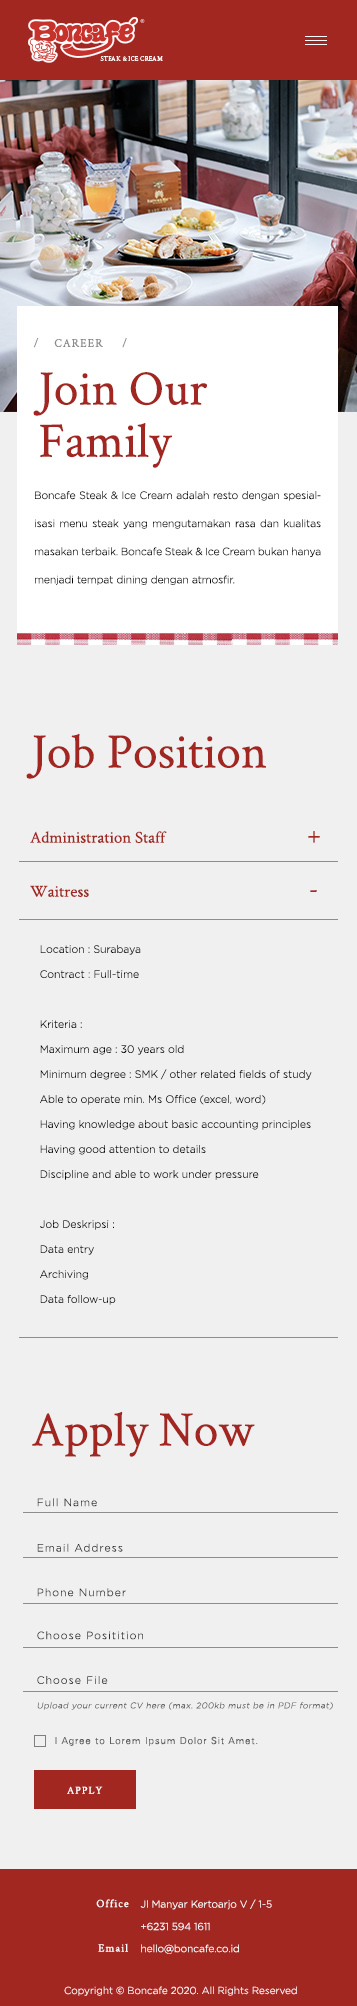 Boncafé®
STEAK & ICE CREAM
/ CAREER /
Join Our
Family
Boncafe Steak & Ice Cream adalah resto dengan spesial-
isasi menu steak yang mengutamakan rasa dan kualitas
masakan terbaik. Boncafe Steak & Ice Cream bukan hanya
menjadi tempat dining dengan atmosfir.
Job Position
Administration Staff +
Waitress -
Location : Surabaya
Contract : Full-time
Kriteria :
Maximum age : 30 years old
Minimum degree : SMK / other related fields of study
Able to operate min. Ms Office (excel, word)
Having knowledge about basic accounting principles
Having good attention to details
Discipline and able to work under pressure
Job Deskripsi :
Data entry
Archiving
Data follow-up
Apply Now
Full Name
Email Address
Phone Number
Choose Positition
Choose File
Upload your current CV here (max. 200kb must be in PDF format)
I Agree to Lorem Ipsum Dolor Sit Amet.
APPLY
Office Jl Manyar Kertoarjo V / 1-5
+6231 594 1611
Email hello@boncafe.co.id
Copyright © Boncafe 2020. All Rights Reserved